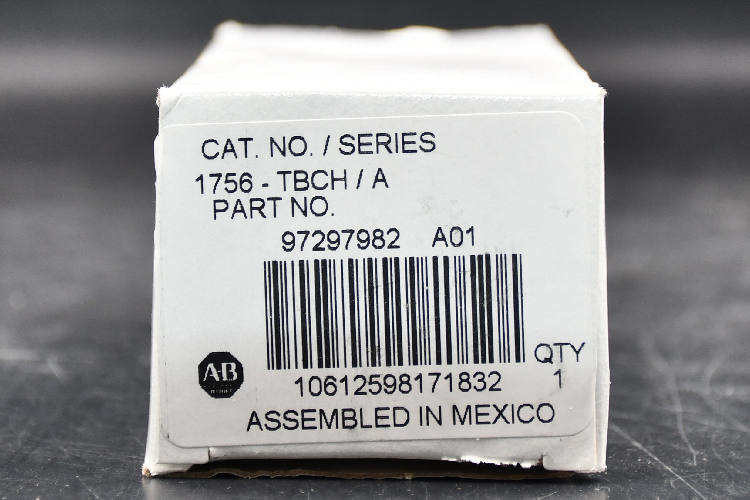 CAT. NO. / SERIES
1756 - TBCH / A
PART NO.
97297982 A01
QTY
AB
10612598171832
1
ASSEMBLED IN MEXICO